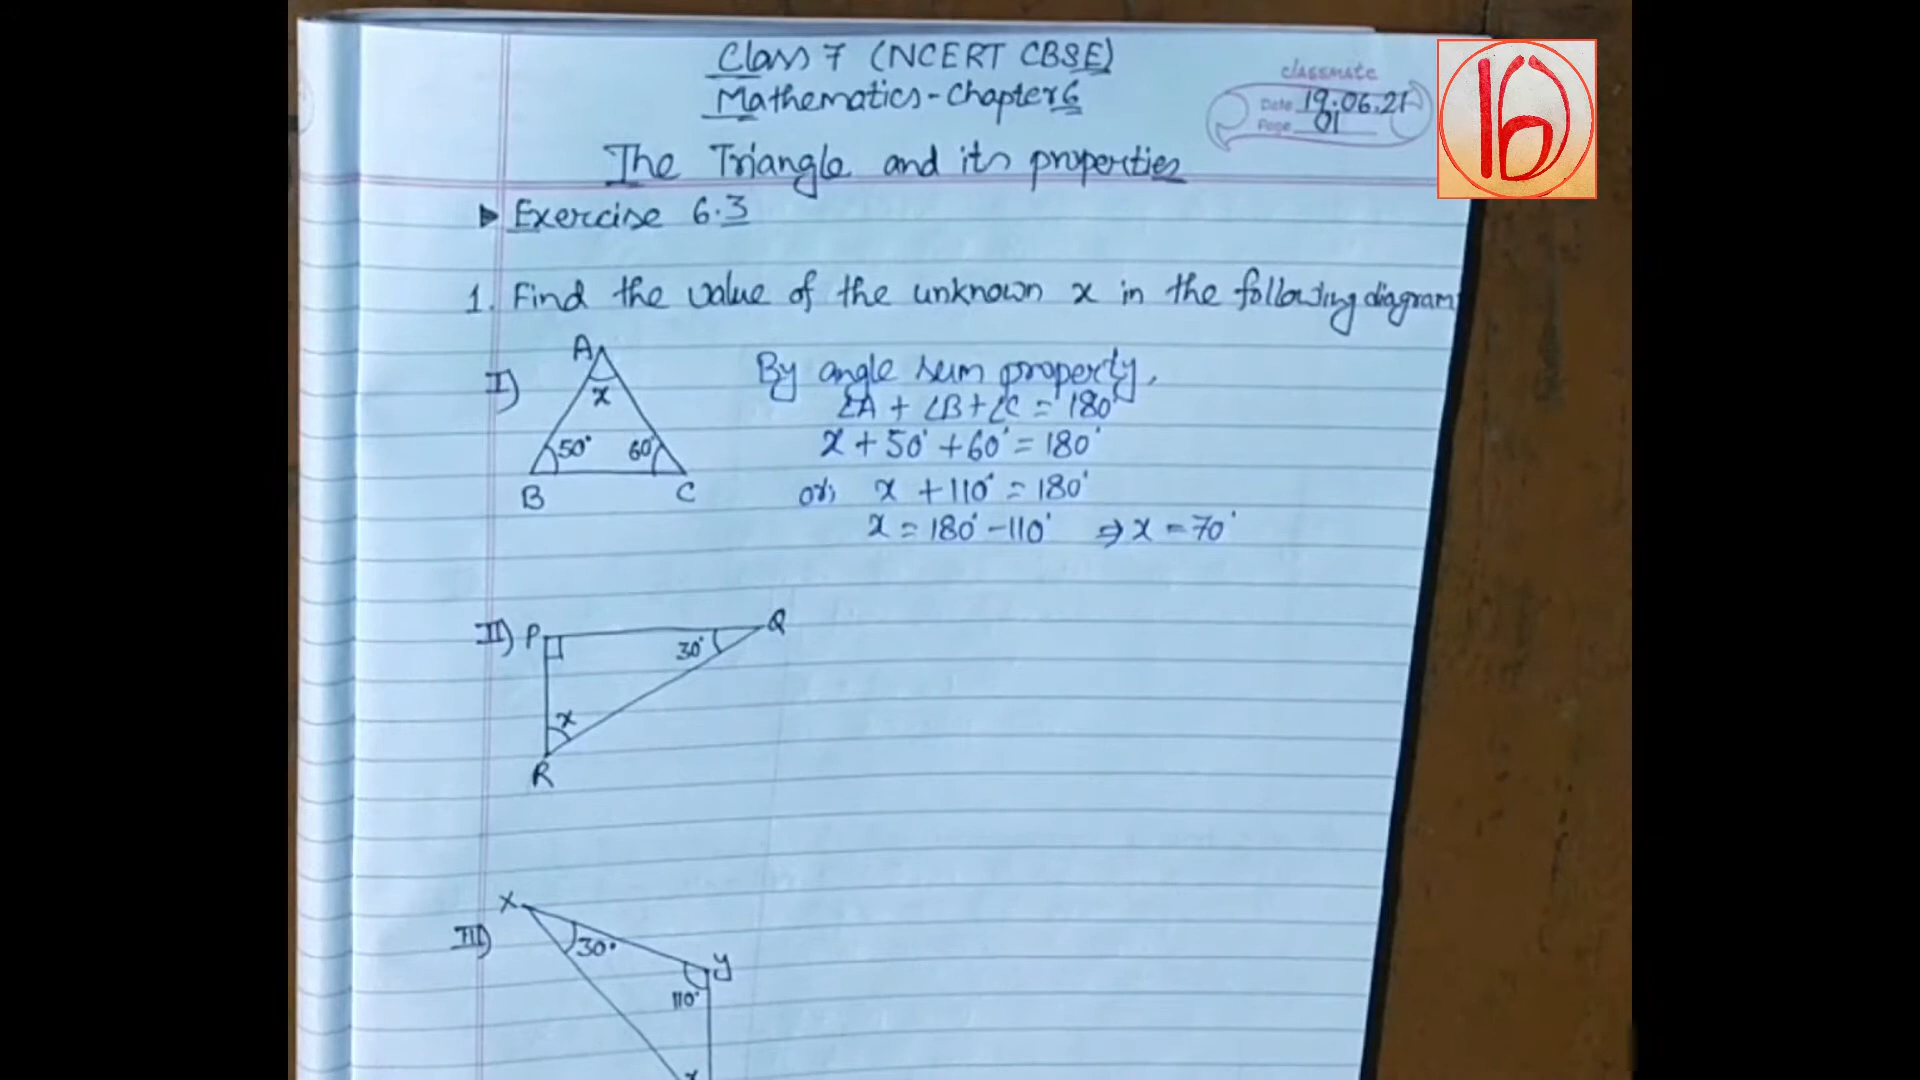 Class 7 (NCERT CBSE)
Mathematics - Chapter 6
classmate
Date 19.06.21
Page 01
The Triangle and its properties
Exercise 6.3
1. Find the value of the unknown x in the following diagram
I)
A
x
50° 60°
B C
By angle sum property,
∠A + ∠B + ∠C = 180°
x + 50° + 60° = 180°
or, x + 110° = 180°
x = 180° - 110° ⇒ x = 70°
II) P Q
30°
x
R
X
III)
30°
y
110°
x